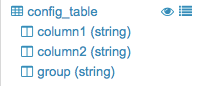 config_table
column1 (string)
column2 (string)
group (string)